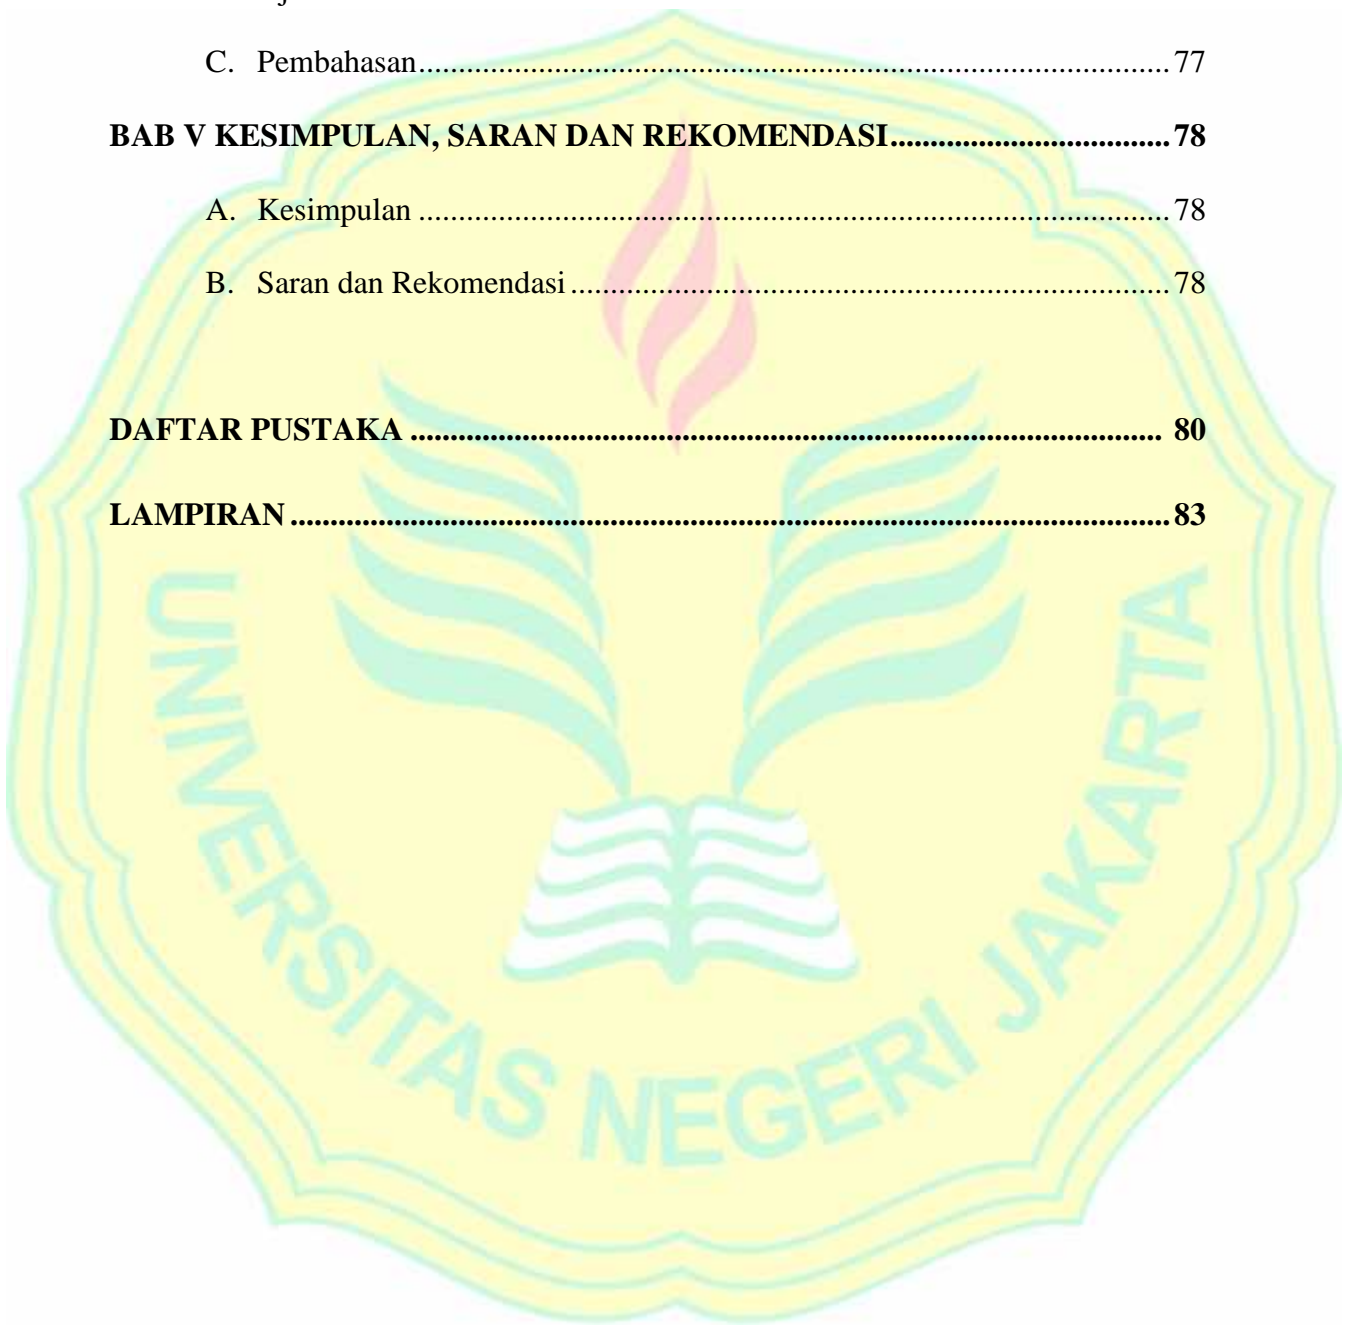 C. Pembahasan............................................................................................... 77
BAB V KESIMPULAN, SARAN DAN REKOMENDASI................................... 78
A. Kesimpulan ............................................................................................... 78
B. Saran dan Rekomendasi ........................................................................... 78
DAFTAR PUSTAKA ............................................................................................... 80
LAMPIRAN ............................................................................................................... 83
UNIVERSITAS NEGERI JAKARTA